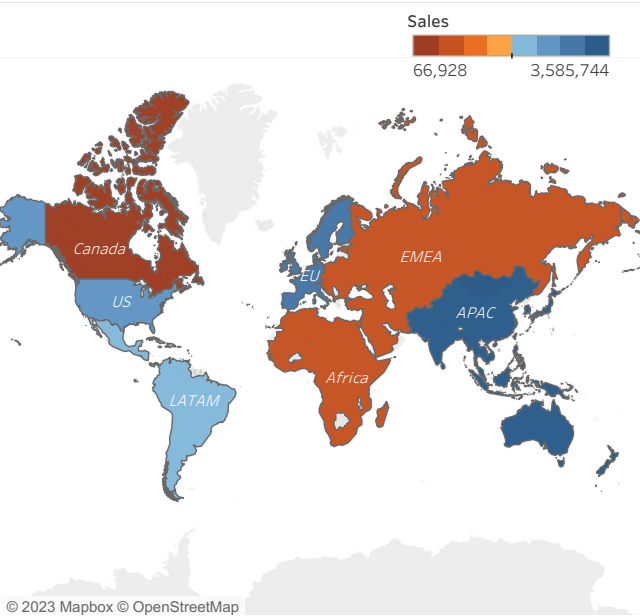 Sales
66,928 3,585,744
Canada
EMEA
EU
US
APAC
Africa
LATAM
© 2023 Mapbox © OpenStreetMap